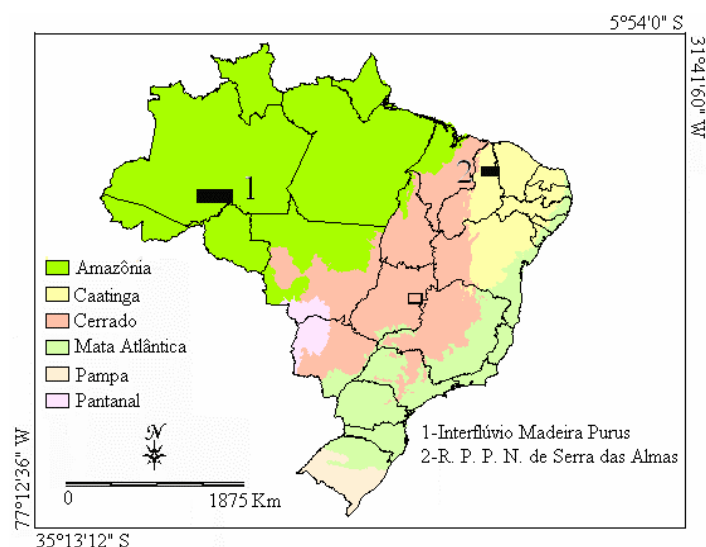 5°54'0" S
31°41'60" W
1
2
Amazônia
Caatinga
Cerrado
Mata Atlântica
Pampa
Pantanal
1-Interflúvio Madeira Purus
2-R. P. P. N. de Serra das Almas
N
0 1875 Km
77°12'36" W
35°13'12" S